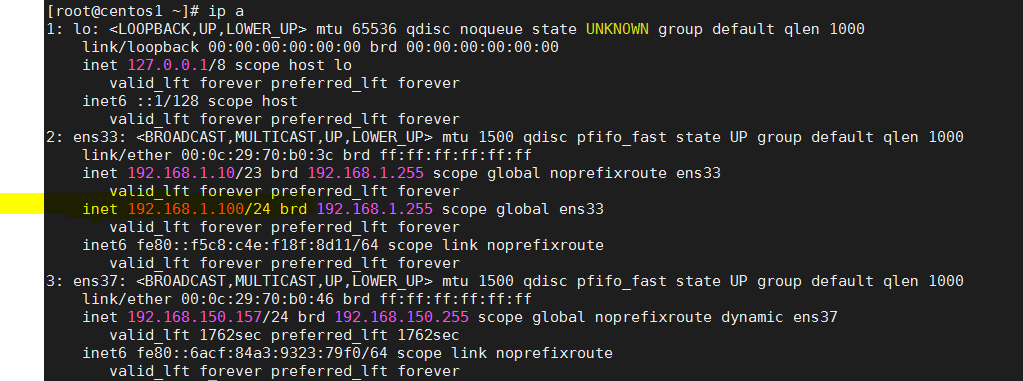 [root@centos1 ~]# ip a
1: lo: <LOOPBACK,UP,LOWER_UP> mtu 65536 qdisc noqueue state UNKNOWN group default qlen 1000
    link/loopback 00:00:00:00:00:00 brd 00:00:00:00:00:00
    inet 127.0.0.1/8 scope host lo
       valid_lft forever preferred_lft forever
    inet6 ::1/128 scope host
       valid_lft forever preferred_lft forever
2: ens33: <BROADCAST,MULTICAST,UP,LOWER_UP> mtu 1500 qdisc pfifo_fast state UP group default qlen 1000
    link/ether 00:0c:29:70:b0:3c brd ff:ff:ff:ff:ff:ff
    inet 192.168.1.10/23 brd 192.168.1.255 scope global noprefixroute ens33
       valid_lft forever preferred_lft forever
    inet 192.168.1.100/24 brd 192.168.1.255 scope global ens33
       valid_lft forever preferred_lft forever
    inet6 fe80::f5c8:c4e:f18f:8d11/64 scope link noprefixroute
       valid_lft forever preferred_lft forever
3: ens37: <BROADCAST,MULTICAST,UP,LOWER_UP> mtu 1500 qdisc pfifo_fast state UP group default qlen 1000
    link/ether 00:0c:29:70:b0:46 brd ff:ff:ff:ff:ff:ff
    inet 192.168.150.157/24 brd 192.168.150.255 scope global noprefixroute dynamic ens37
       valid_lft 1762sec preferred_lft 1762sec
    inet6 fe80::6acf:84a3:9323:79f0/64 scope link noprefixroute
       valid_lft forever preferred_lft forever